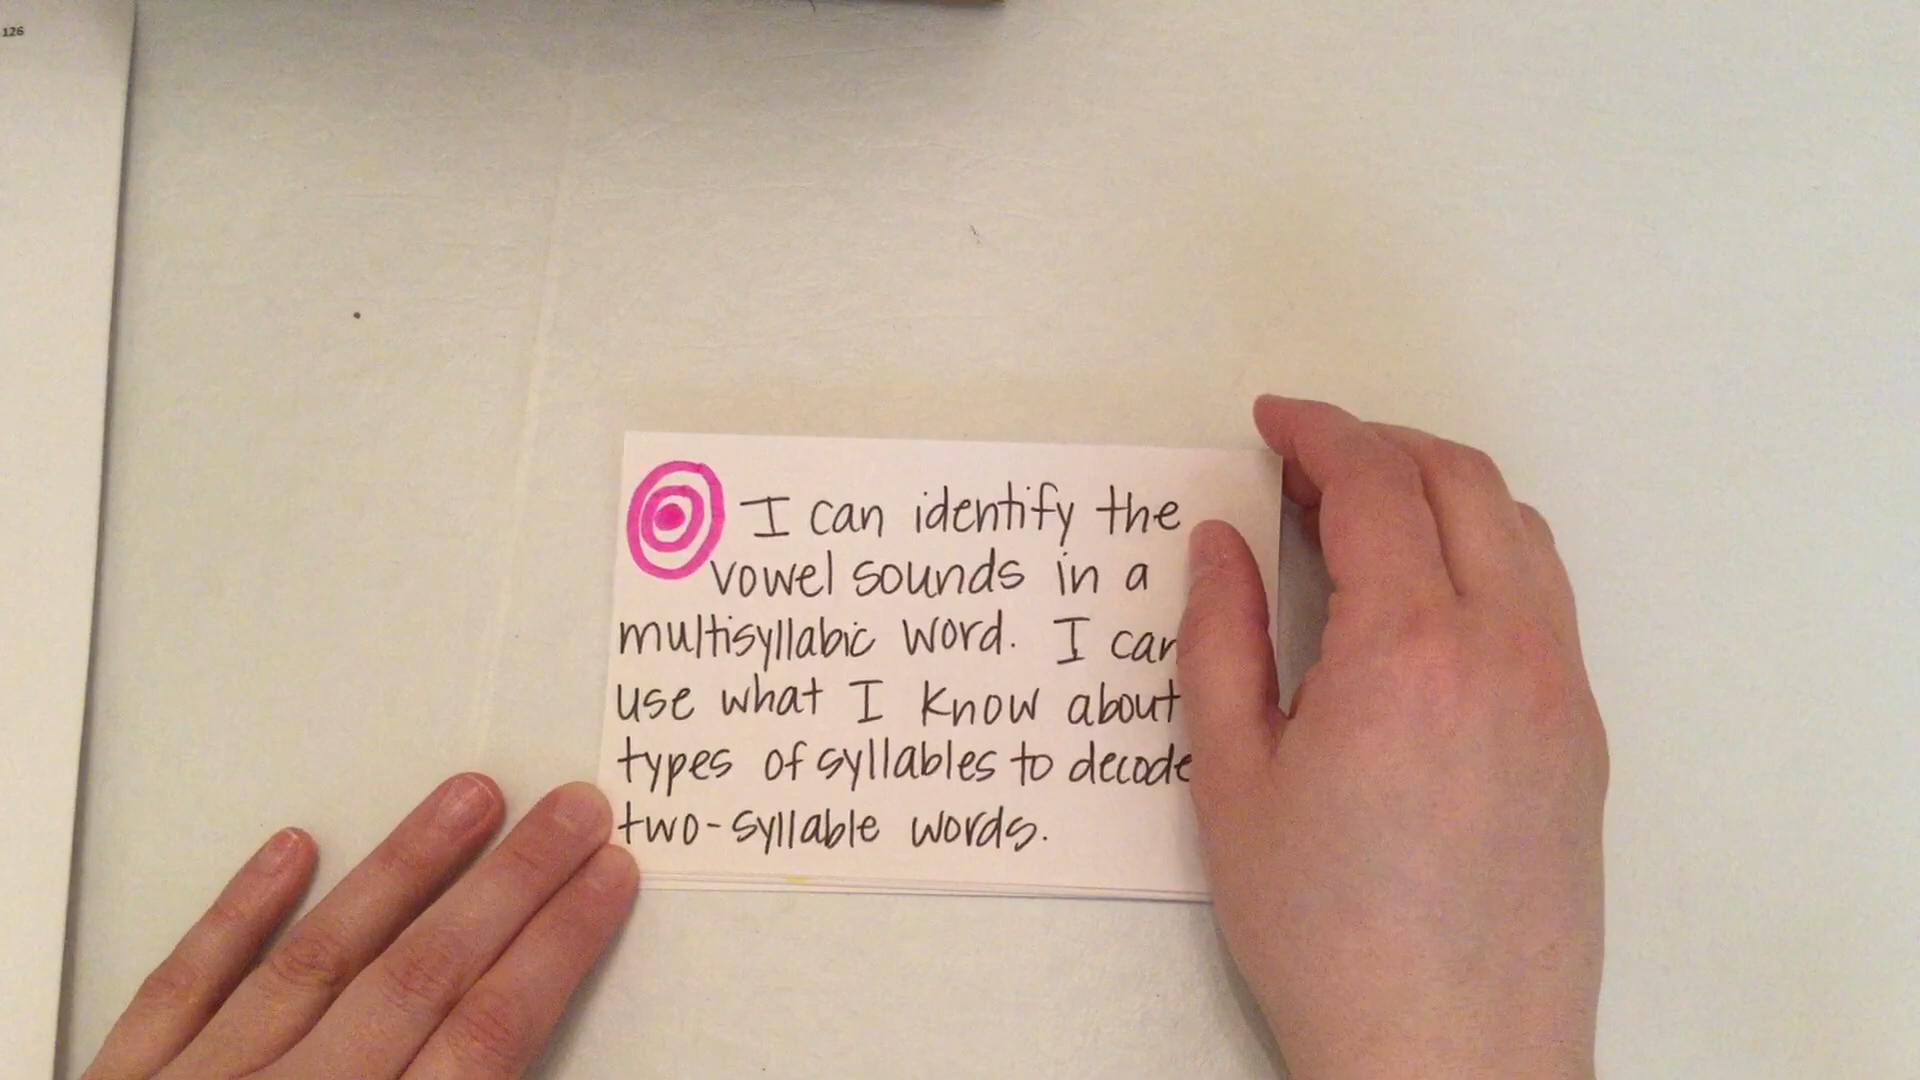 126
I can identify the
vowel sounds in a
multisyllabic word. I can
use what I know about
types of syllables to decode
two-syllable words.